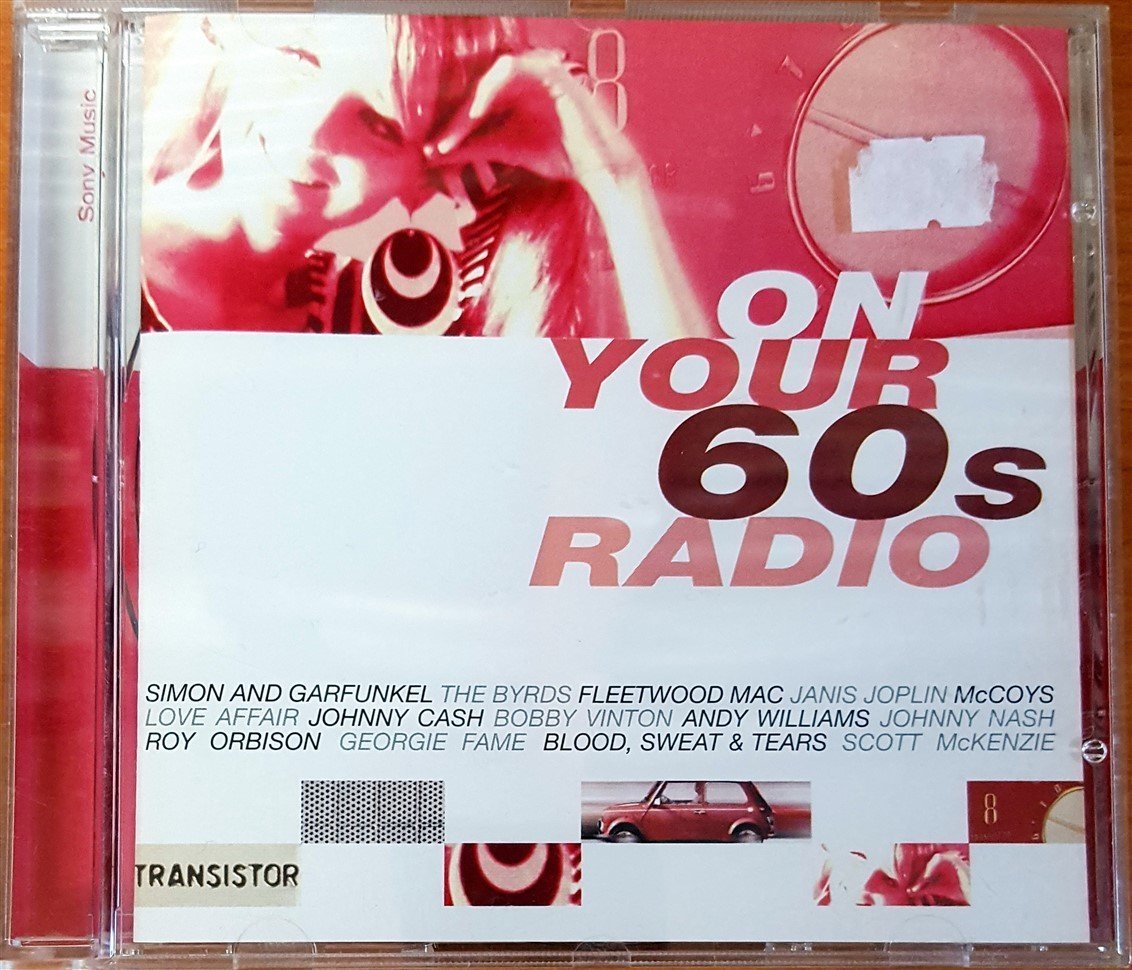 Sony Music
ON
YOUR
60s
RADIO
SIMON AND GARFUNKEL THE BYRDS FLEETWOOD MAC JANIS JOPLIN McCOYS
LOVE AFFAIR JOHNNY CASH BOBBY VINTON ANDY WILLIAMS JOHNNY NASH
ROY ORBISON GEORGIE FAME BLOOD, SWEAT & TEARS SCOTT McKENZIE
8
TRANSISTOR